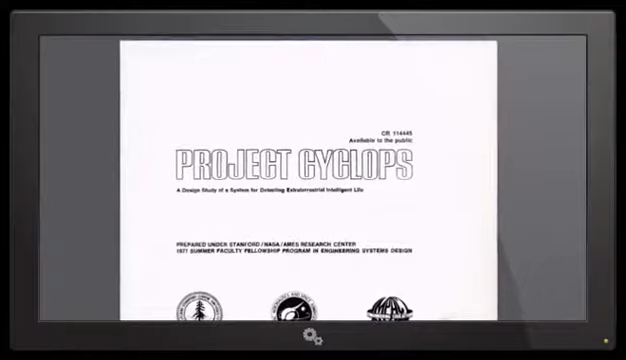 CR 114445
Available to the public
PROJECT CYCLOPS
A Design Study of a System for Detecting Extraterrestrial Intelligent Life
PREPARED UNDER STANFORD/NASA/AMES RESEARCH CENTER
1971 SUMMER FACULTY FELLOWSHIP PROGRAM IN ENGINEERING SYSTEMS DESIGN